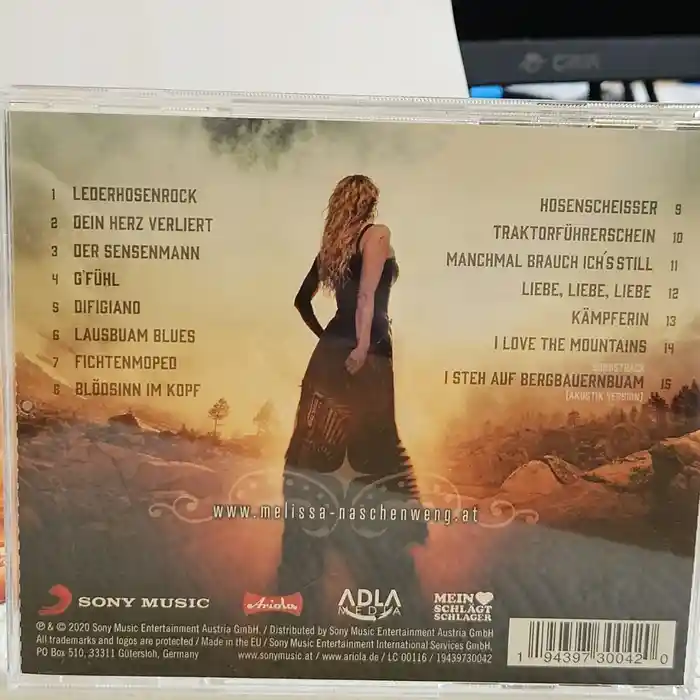 1 LEDERHOSENROCK
2 DEIN HERZ VERLIERT
3 DER SENSENMANN
4 G'FÜHL
5 DIFIGIANO
6 LAUSBUAM BLUES
7 FICHTENMOPED
8 BLÖDSINN IM KOPF
HOSENSCHEISSER 9
TRAKTORFÜHRERSCHEIN 10
MANCHMAL BRAUCH ICH'S STILL 11
LIEBE, LIEBE, LIEBE 12
KÄMPFERIN 13
I LOVE THE MOUNTAINS 14
BONUSTRACK
I STEH AUF BERGBAUERNBUAM 15
(AKUSTIK VERSION)
www.melissa-naschenweng.at
SONY MUSIC
Ariola
ADLA
MEDIA
MEIN
SCHLÄGT
SCHLAGER
℗ & © 2020 Sony Music Entertainment Austria GmbH. / Distributed by Sony Music Entertainment Austria GmbH
All trademarks and logos are protected / Made in the EU / Sony Music Entertainment International Services GmbH,
PO Box 510, 33311 Gütersloh, Germany www.sonymusic.at / www.ariola.de / LC 00116 / 19439730042
1 94397 30042 0